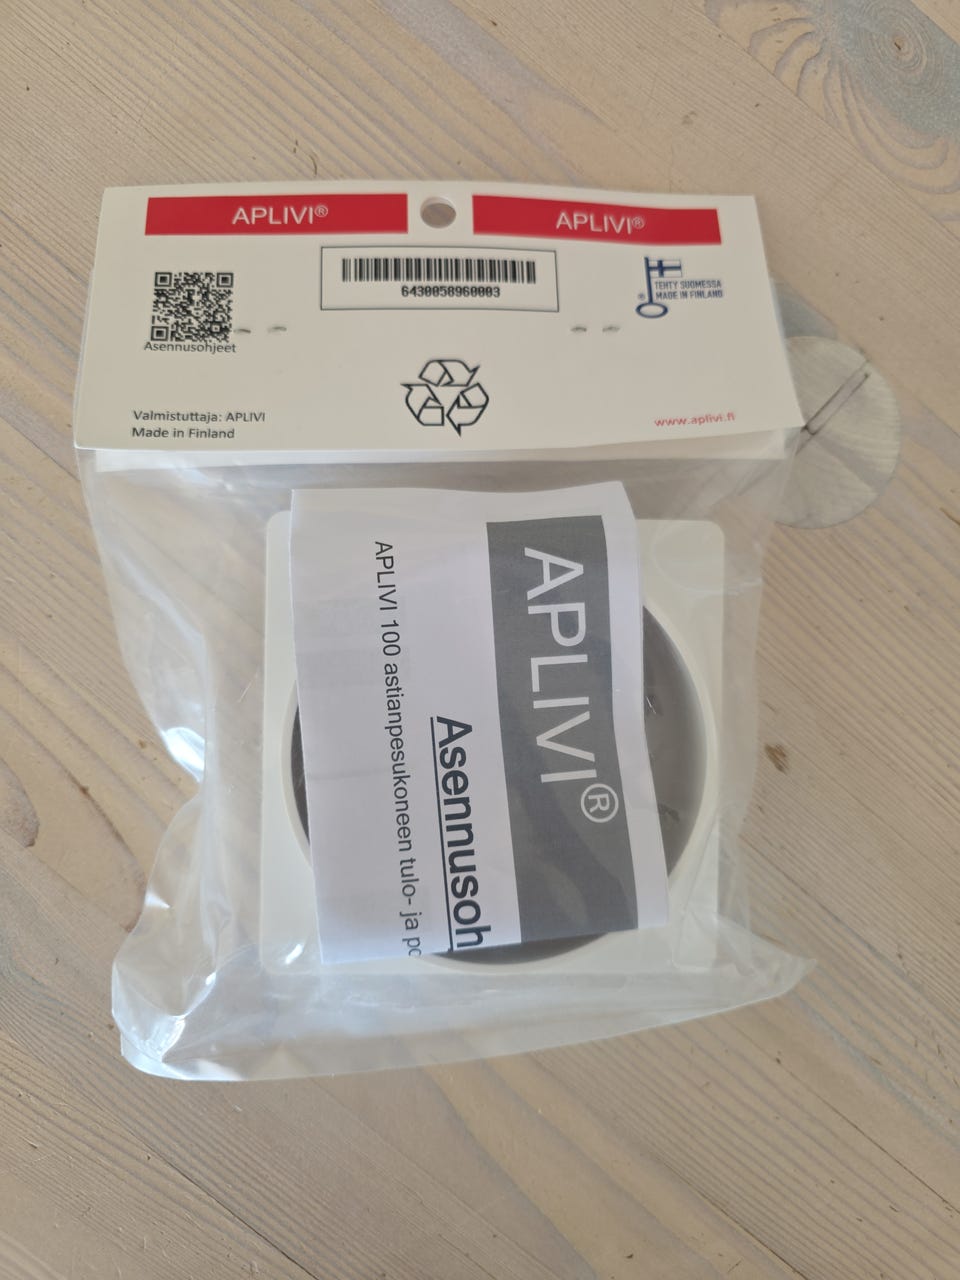 APLIVI®
APLIVI®
6430058960003
TEHTY SUOMESSA
MADE IN FINLAND
Asennusohjeet
Valmistuttaja: APLIVI
Made in Finland
www.aplivi.fi
APLIVI®
Asennusoh
APLIVI 100 astianpesukoneen tulo- ja po